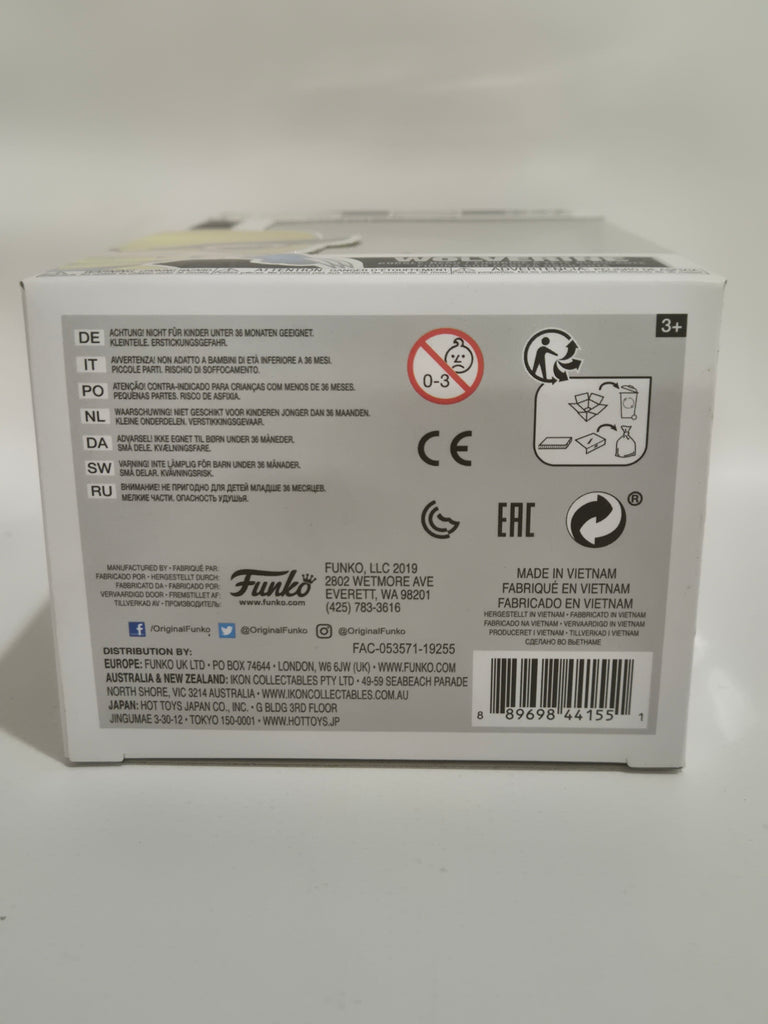 WOLVERINE
ATTENTION DANGER D'ÉTOUFFEMENT
ADVERTENCIA
3+
DE ACHTUNG! NICHT FÜR KINDER UNTER 36 MONATEN GEEIGNET.
KLEINTEILE. ERSTICKUNGSGEFAHR.
IT AVVERTENZA! NON ADATTO A BAMBINI DI ETÀ INFERIORE A 36 MESI.
PICCOLE PARTI. RISCHIO DI SOFFOCAMENTO.
PO ATENÇÃO! CONTRA-INDICADO PARA CRIANÇAS COM MENOS DE 36 MESES.
PEQUENAS PARTES. RISCO DE ASFIXIA.
NL WAARSCHUWING! NIET GESCHIKT VOOR KINDEREN JONGER DAN 36 MAANDEN.
KLEINE ONDERDELEN. VERSTIKKINGSGEVAAR.
DA ADVARSEL! IKKE EGNET TIL BØRN UNDER 36 MÅNEDER.
SMÅ DELE. KVÆLNINGSFARE.
SW VARNING! INTE LÄMPLIG FÖR BARN UNDER 36 MÅNADER.
SMÅ DELAR. KVÄVNINGSRISK.
RU ВНИМАНИЕ! НЕ ПРИГОДНО ДЛЯ ДЕТЕЙ МЛАДШЕ 36 МЕСЯЦЕВ.
МЕЛКИЕ ЧАСТИ. ОПАСНОСТЬ УДУШЬЯ.
0-3
CE
EAC
®
MANUFACTURED BY • FABRIQUÉ PAR:
FABRICADO POR • HERGESTELLT DURCH:
FABBRICATO DA • FABRICADO POR:
VERVAARDIGD DOOR • FREMSTILLET AF:
TILLVERKAD AV • ПРОИЗВОДИТЕЛЬ:
Funko
www.funko.com
FUNKO, LLC 2019
2802 WETMORE AVE
EVERETT, WA 98201
(425) 783-3616
/OriginalFunko @OriginalFunko @OriginalFunko
FAC-053571-19255
MADE IN VIETNAM
FABRIQUÉ EN VIETNAM
FABRICADO EN VIETNAM
HERGESTELLT IN VIETNAM • FABBRICATO IN VIETNAM
FABRICADO NA VIETNAM • VERVAARDIGD IN VIETNAM
PRODUCERET I VIETNAM • TILLVERKAD I VIETNAM
СДЕЛАНО ВО ВЬЕТНАМЕ
DISTRIBUTION BY:
EUROPE: FUNKO UK LTD • PO BOX 74644 • LONDON, W6 6JW (UK) • WWW.FUNKO.COM
AUSTRALIA & NEW ZEALAND: IKON COLLECTABLES PTY LTD • 49-59 SEABEACH PARADE
NORTH SHORE, VIC 3214 AUSTRALIA • WWW.IKONCOLLECTABLES.COM.AU
JAPAN: HOT TOYS JAPAN CO., INC. • G BLDG 3RD FLOOR
JINGUMAE 3-30-12 • TOKYO 150-0001 • WWW.HOTTOYS.JP
8 89698 44155 1